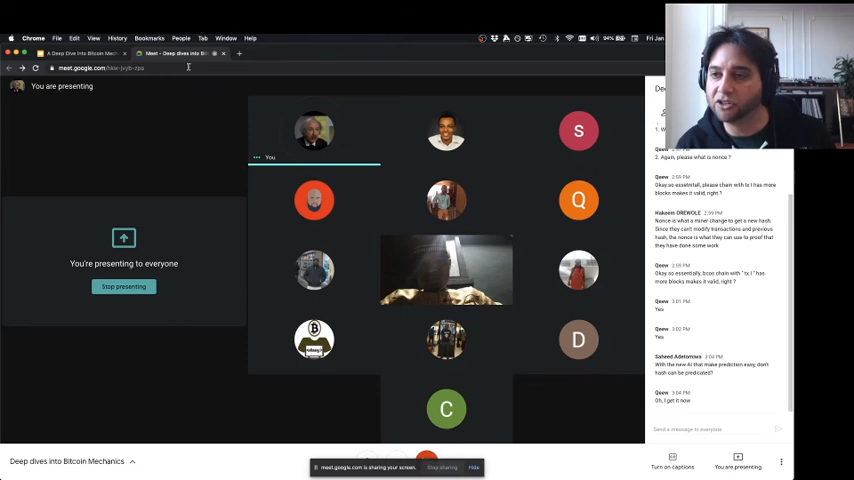 Chrome File Edit View History Bookmarks People Tab Window Help
94% Fri Jan
A Deep Dive into Bitcoin Mech
Meet - Deep dives into Bi
meet.google.com/hkw-jvyb-zpa
You are presenting
You
S
Q
D
C
You're presenting to everyone
Stop presenting
2. Again, please what is nonce ?
Qeew 2:59 PM
Okay so essetntail, please chain with tx I has more
blocks makes it valid, right ?
Hakeem OREWOLE 2:59 PM
Nonce is what a miner change to get a new hash.
Since they can't modify transactions and previous
hash, the nonce is what they can use to proof that
they have done some work
Qeew 2:59 PM
Okay so essentially, bcos chain with " tx I " has
more blocks makes it valid, right ?
Qeew 3:01 PM
Yes
Qeew 3:02 PM
Yes
Saheed Adetomiwa 3:04 PM
With the new AI that make prediction easy, don't
hash can be predicated?
Qeew 3:04 PM
Oh, I get it now
Send a message to everyone
Deep dives into Bitcoin Mechanics
meet.google.com is sharing your screen.
Stop sharing
Hide
Turn on captions
You are presenting